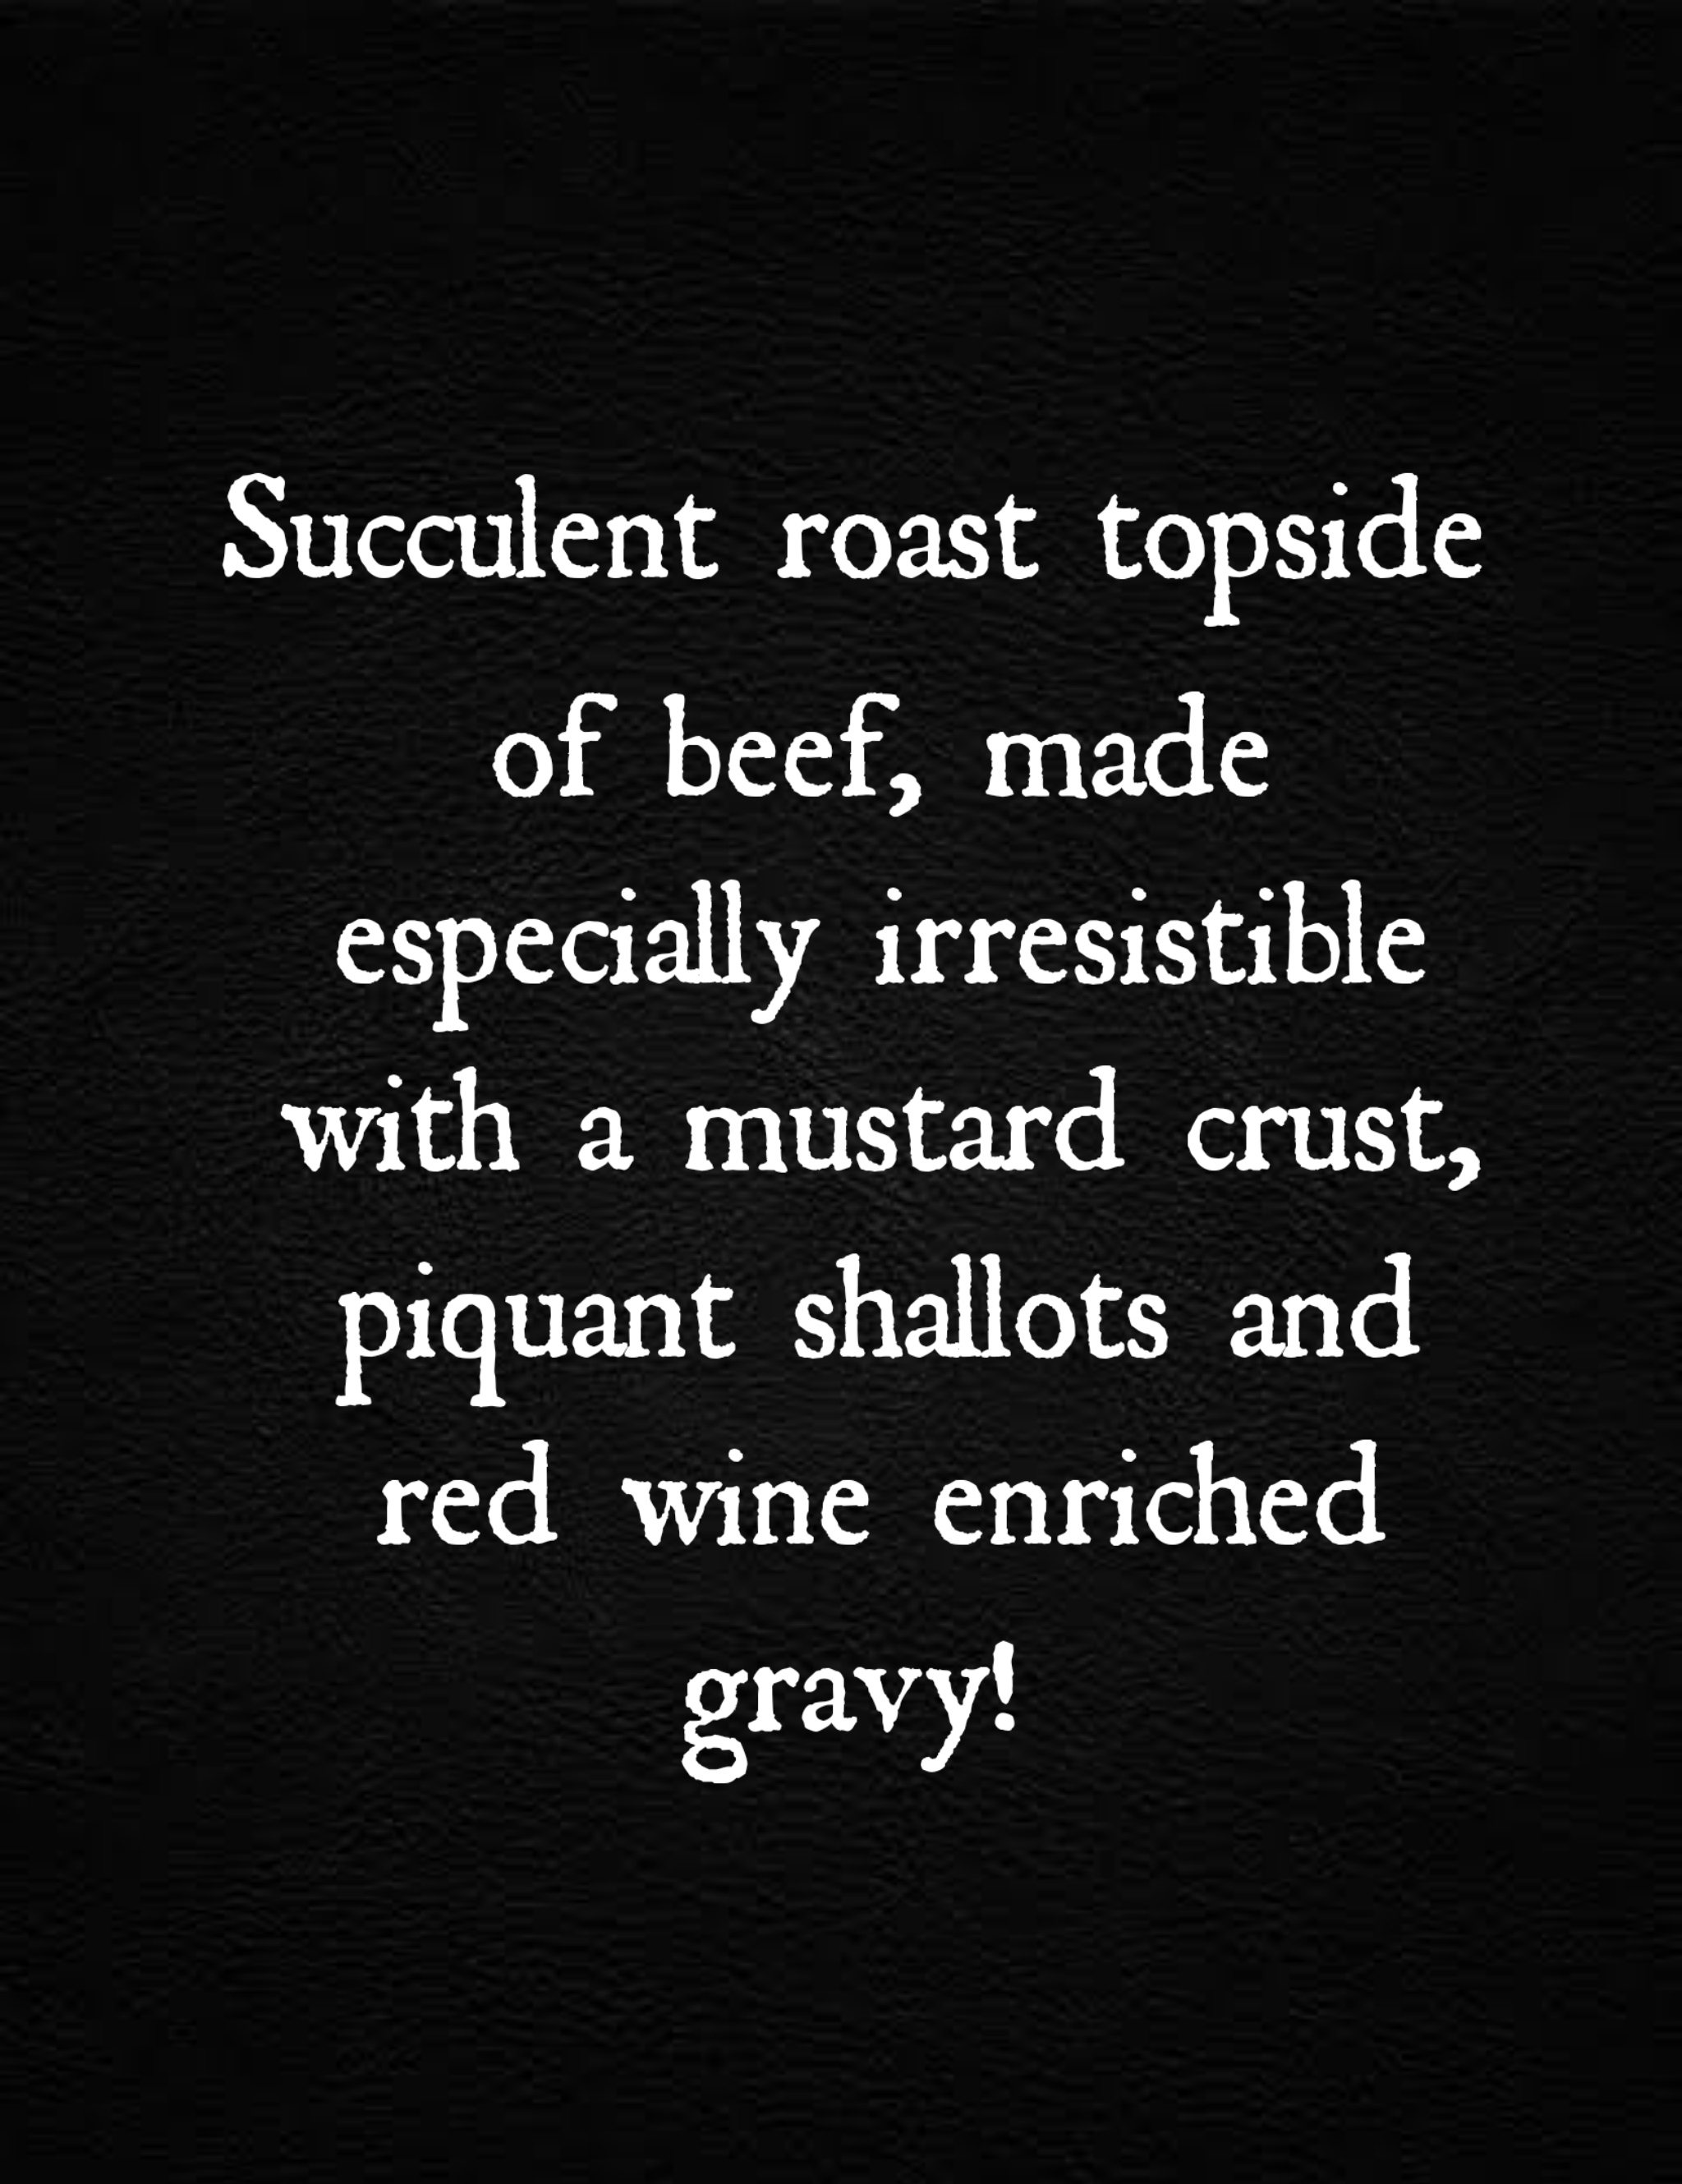 Succulent roast topside
of beef, made
especially irresistible
with a mustard crust,
piquant shallots and
red wine enriched
gravy!